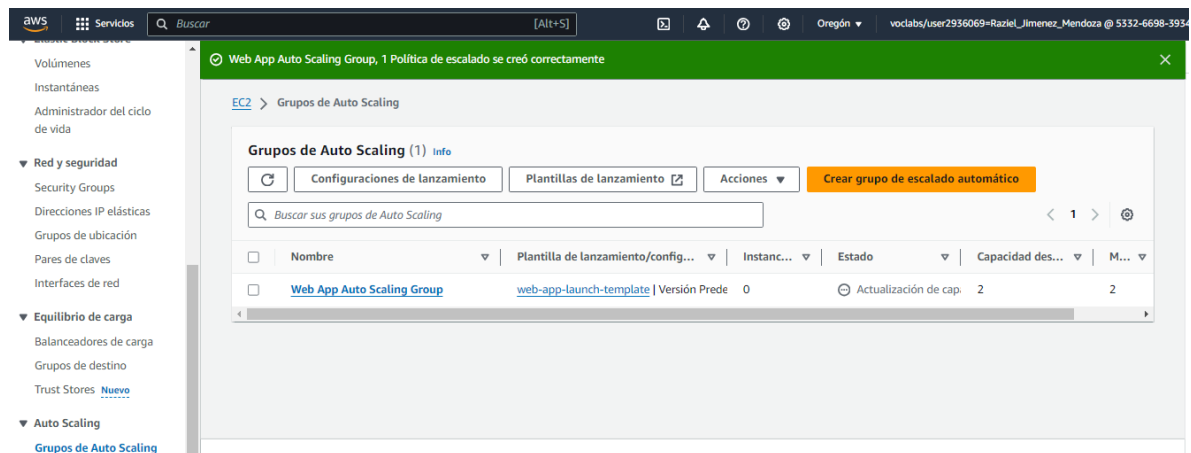 aws Servicios Buscar [Alt+S] Oregón voclabs/user2936069=Raziel_Jimenez_Mendoza @ 5332-6698-3934
Elastic Block Store
Volúmenes
Instantáneas
Administrador del ciclo
de vida
Red y seguridad
Security Groups
Direcciones IP elásticas
Grupos de ubicación
Pares de claves
Interfaces de red
Equilibrio de carga
Balanceadores de carga
Grupos de destino
Trust Stores Nuevo
Auto Scaling
Grupos de Auto Scaling
Web App Auto Scaling Group, 1 Política de escalado se creó correctamente
EC2 > Grupos de Auto Scaling
Grupos de Auto Scaling (1) Info
Configuraciones de lanzamiento Plantillas de lanzamiento Acciones Crear grupo de escalado automático
Buscar sus grupos de Auto Scaling < 1 >
Nombre Plantilla de lanzamiento/config... Instanc... Estado Capacidad des... M...
Web App Auto Scaling Group web-app-launch-template | Versión Prede 0 Actualización de cap 2 2